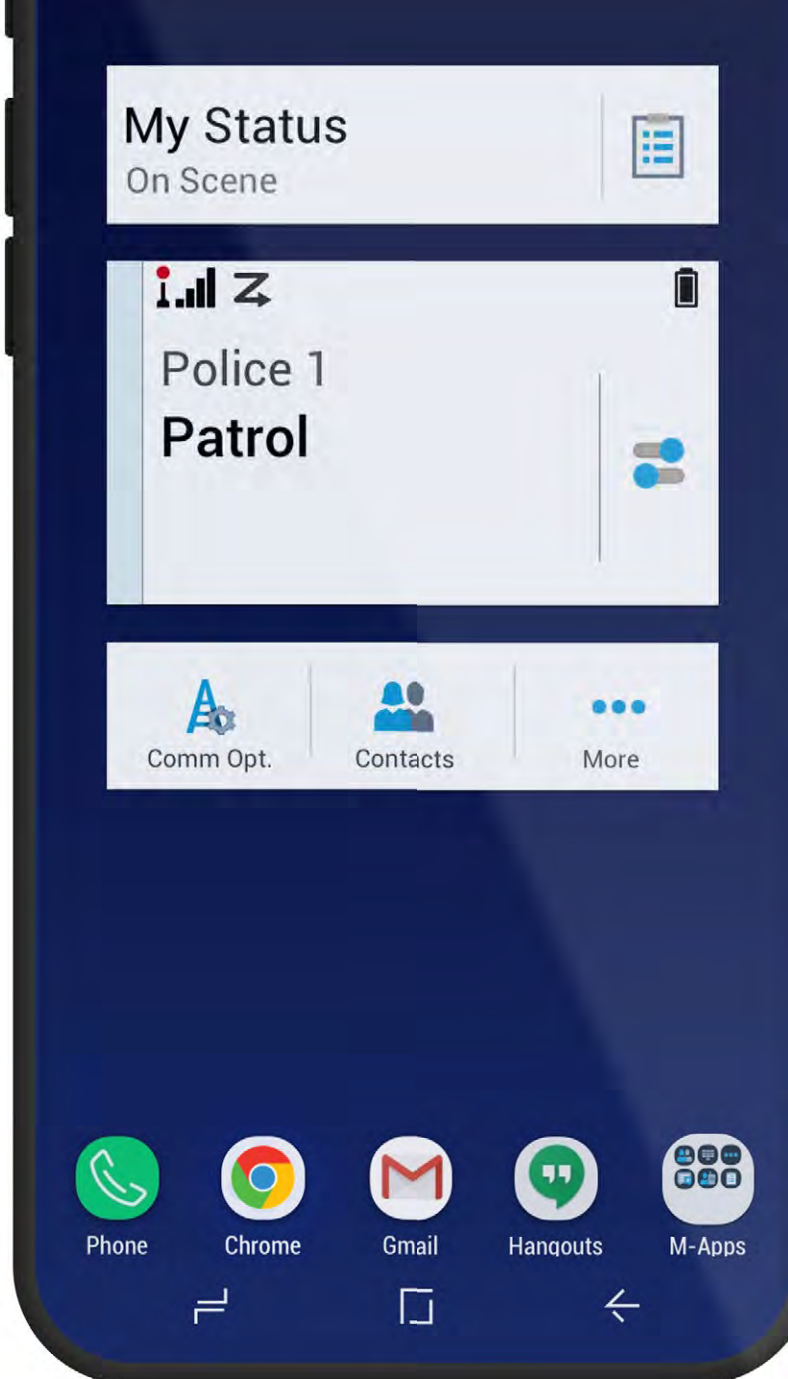 My Status
On Scene
Police 1
Patrol
Comm Opt.
Contacts
More
Phone
Chrome
Gmail
Hangouts
M-Apps